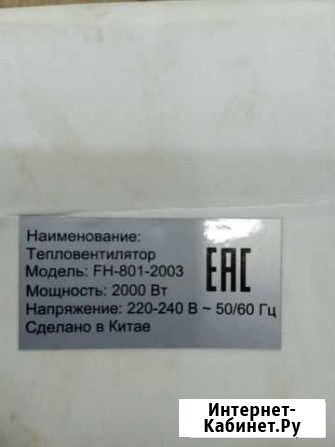 Наименование:
Тепловентилятор
Модель: FH-801-2003
Мощность: 2000 Вт
Напряжение: 220-240 В ~ 50/60 Гц
Сделано в Китае
EAC
Интернет-
Кабинет.Ру